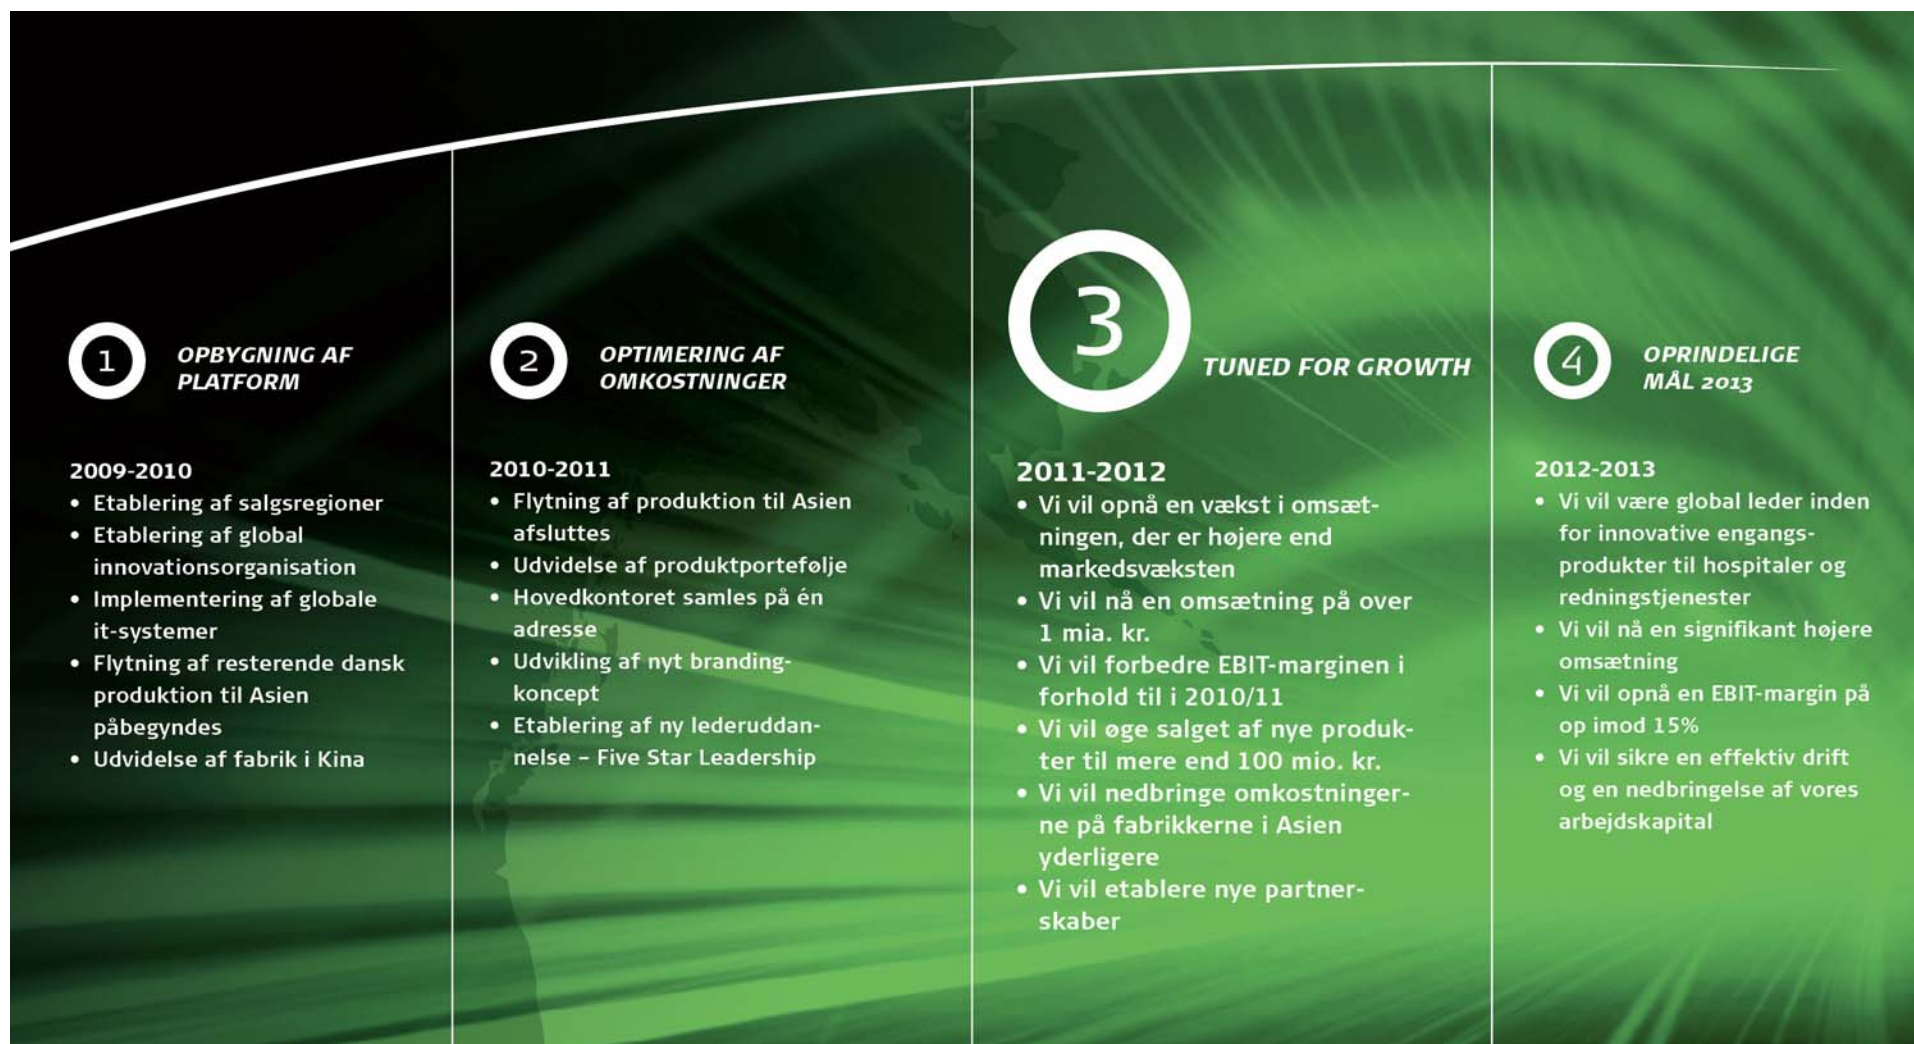 1
OPBYGNING AF
PLATFORM
2009-2010
• Etablering af salgsregioner
• Etablering af global
innovationsorganisation
• Implementering af globale
it-systemer
• Flytning af resterende dansk
produktion til Asien
påbegyndes
• Udvidelse af fabrik i Kina
2
OPTIMERING AF
OMKOSTNINGER
2010-2011
• Flytning af produktion til Asien
afsluttes
• Udvidelse af produktportefølje
• Hovedkontoret samles på én
adresse
• Udvikling af nyt branding-
koncept
• Etablering af ny lederuddan-
nelse – Five Star Leadership
3
TUNED FOR GROWTH
2011-2012
• Vi vil opnå en vækst i omsæt-
ningen, der er højere end
markedsvæksten
• Vi vil nå en omsætning på over
1 mia. kr.
• Vi vil forbedre EBIT-marginen i
forhold til i 2010/11
• Vi vil øge salget af nye produk-
ter til mere end 100 mio. kr.
• Vi vil nedbringe omkostninger-
ne på fabrikkerne i Asien
yderligere
• Vi vil etablere nye partner-
skaber
4
OPRINDELIGE
MÅL 2013
2012-2013
• Vi vil være global leder inden
for innovative engangs-
produkter til hospitaler og
redningstjenester
• Vi vil nå en signifikant højere
omsætning
• Vi vil opnå en EBIT-margin på
op imod 15%
• Vi vil sikre en effektiv drift
og en nedbringelse af vores
arbejdskapital